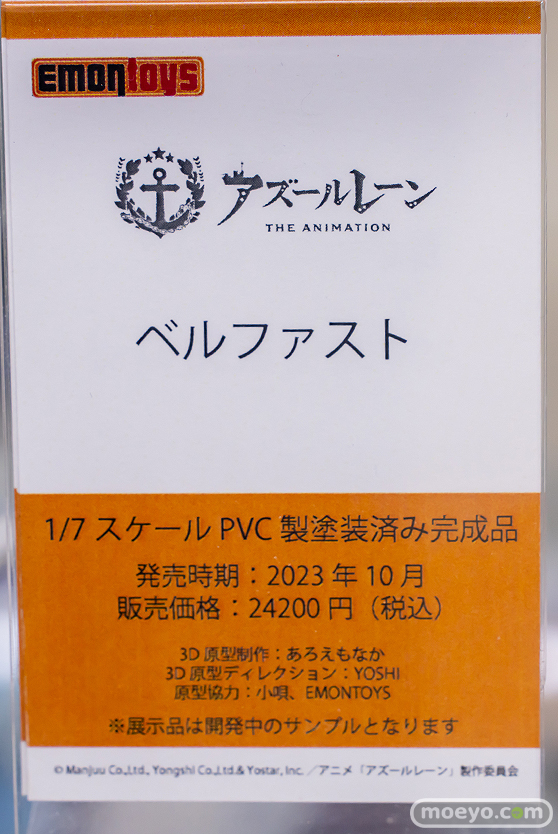 EMONTOYS
アズールレーン
THE ANIMATION
ベルファスト
1/7 スケール PVC 製塗装済み完成品
発売時期：2023 年 10 月
販売価格：24200 円（税込）
3D 原型制作：あろえもなか
3D 原型ディレクション：YOSHI
原型協力：小唄、EMONTOYS
※展示品は開発中のサンプルとなります
© Manjuu Co.,Ltd., Yongshi Co.,Ltd.& Yostar, Inc. ／アニメ「アズールレーン」製作委員会
moeyo.com